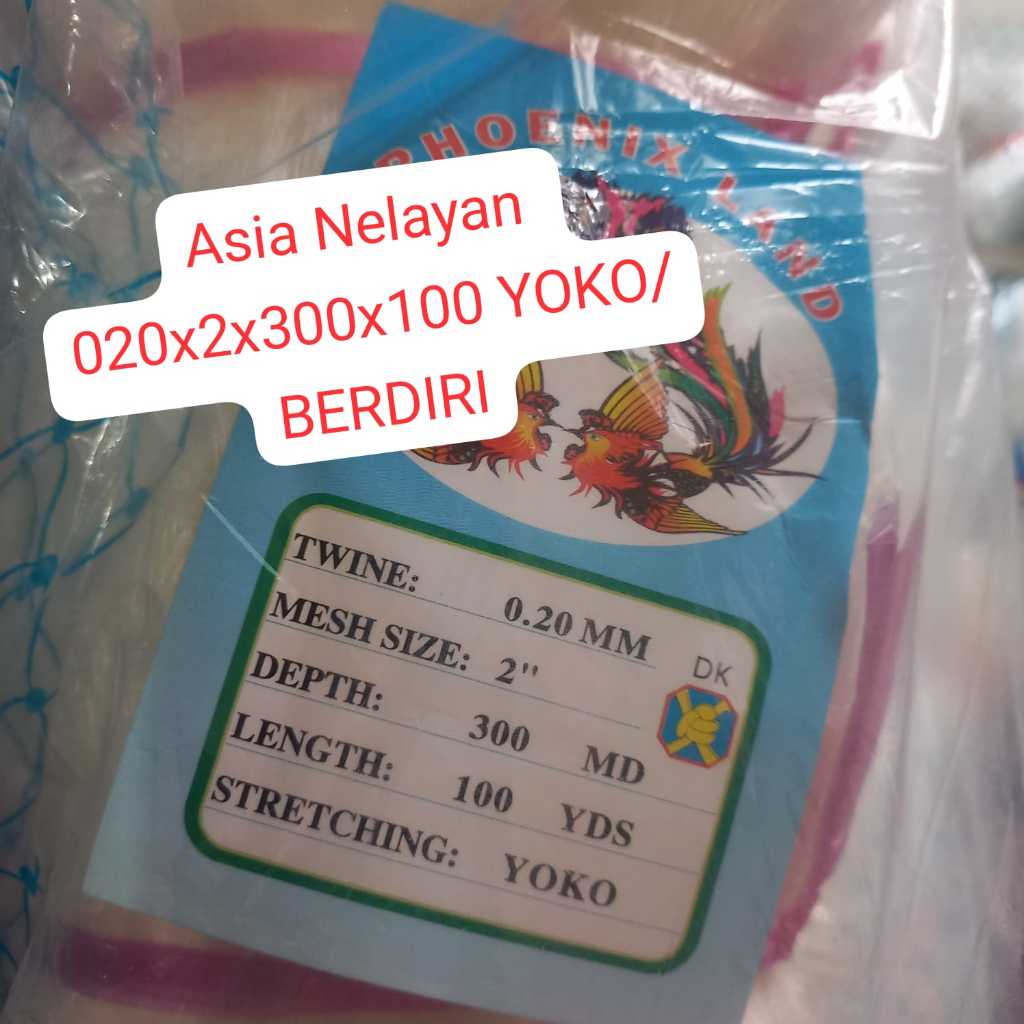 PHOENIX LAND
Asia Nelayan
020x2x300x100 YOKO/
BERDIRI
TWINE: 0.20 MM
MESH SIZE: 2"
DEPTH: 300 MD
LENGTH: 100 YDS
STRETCHING: YOKO
DK